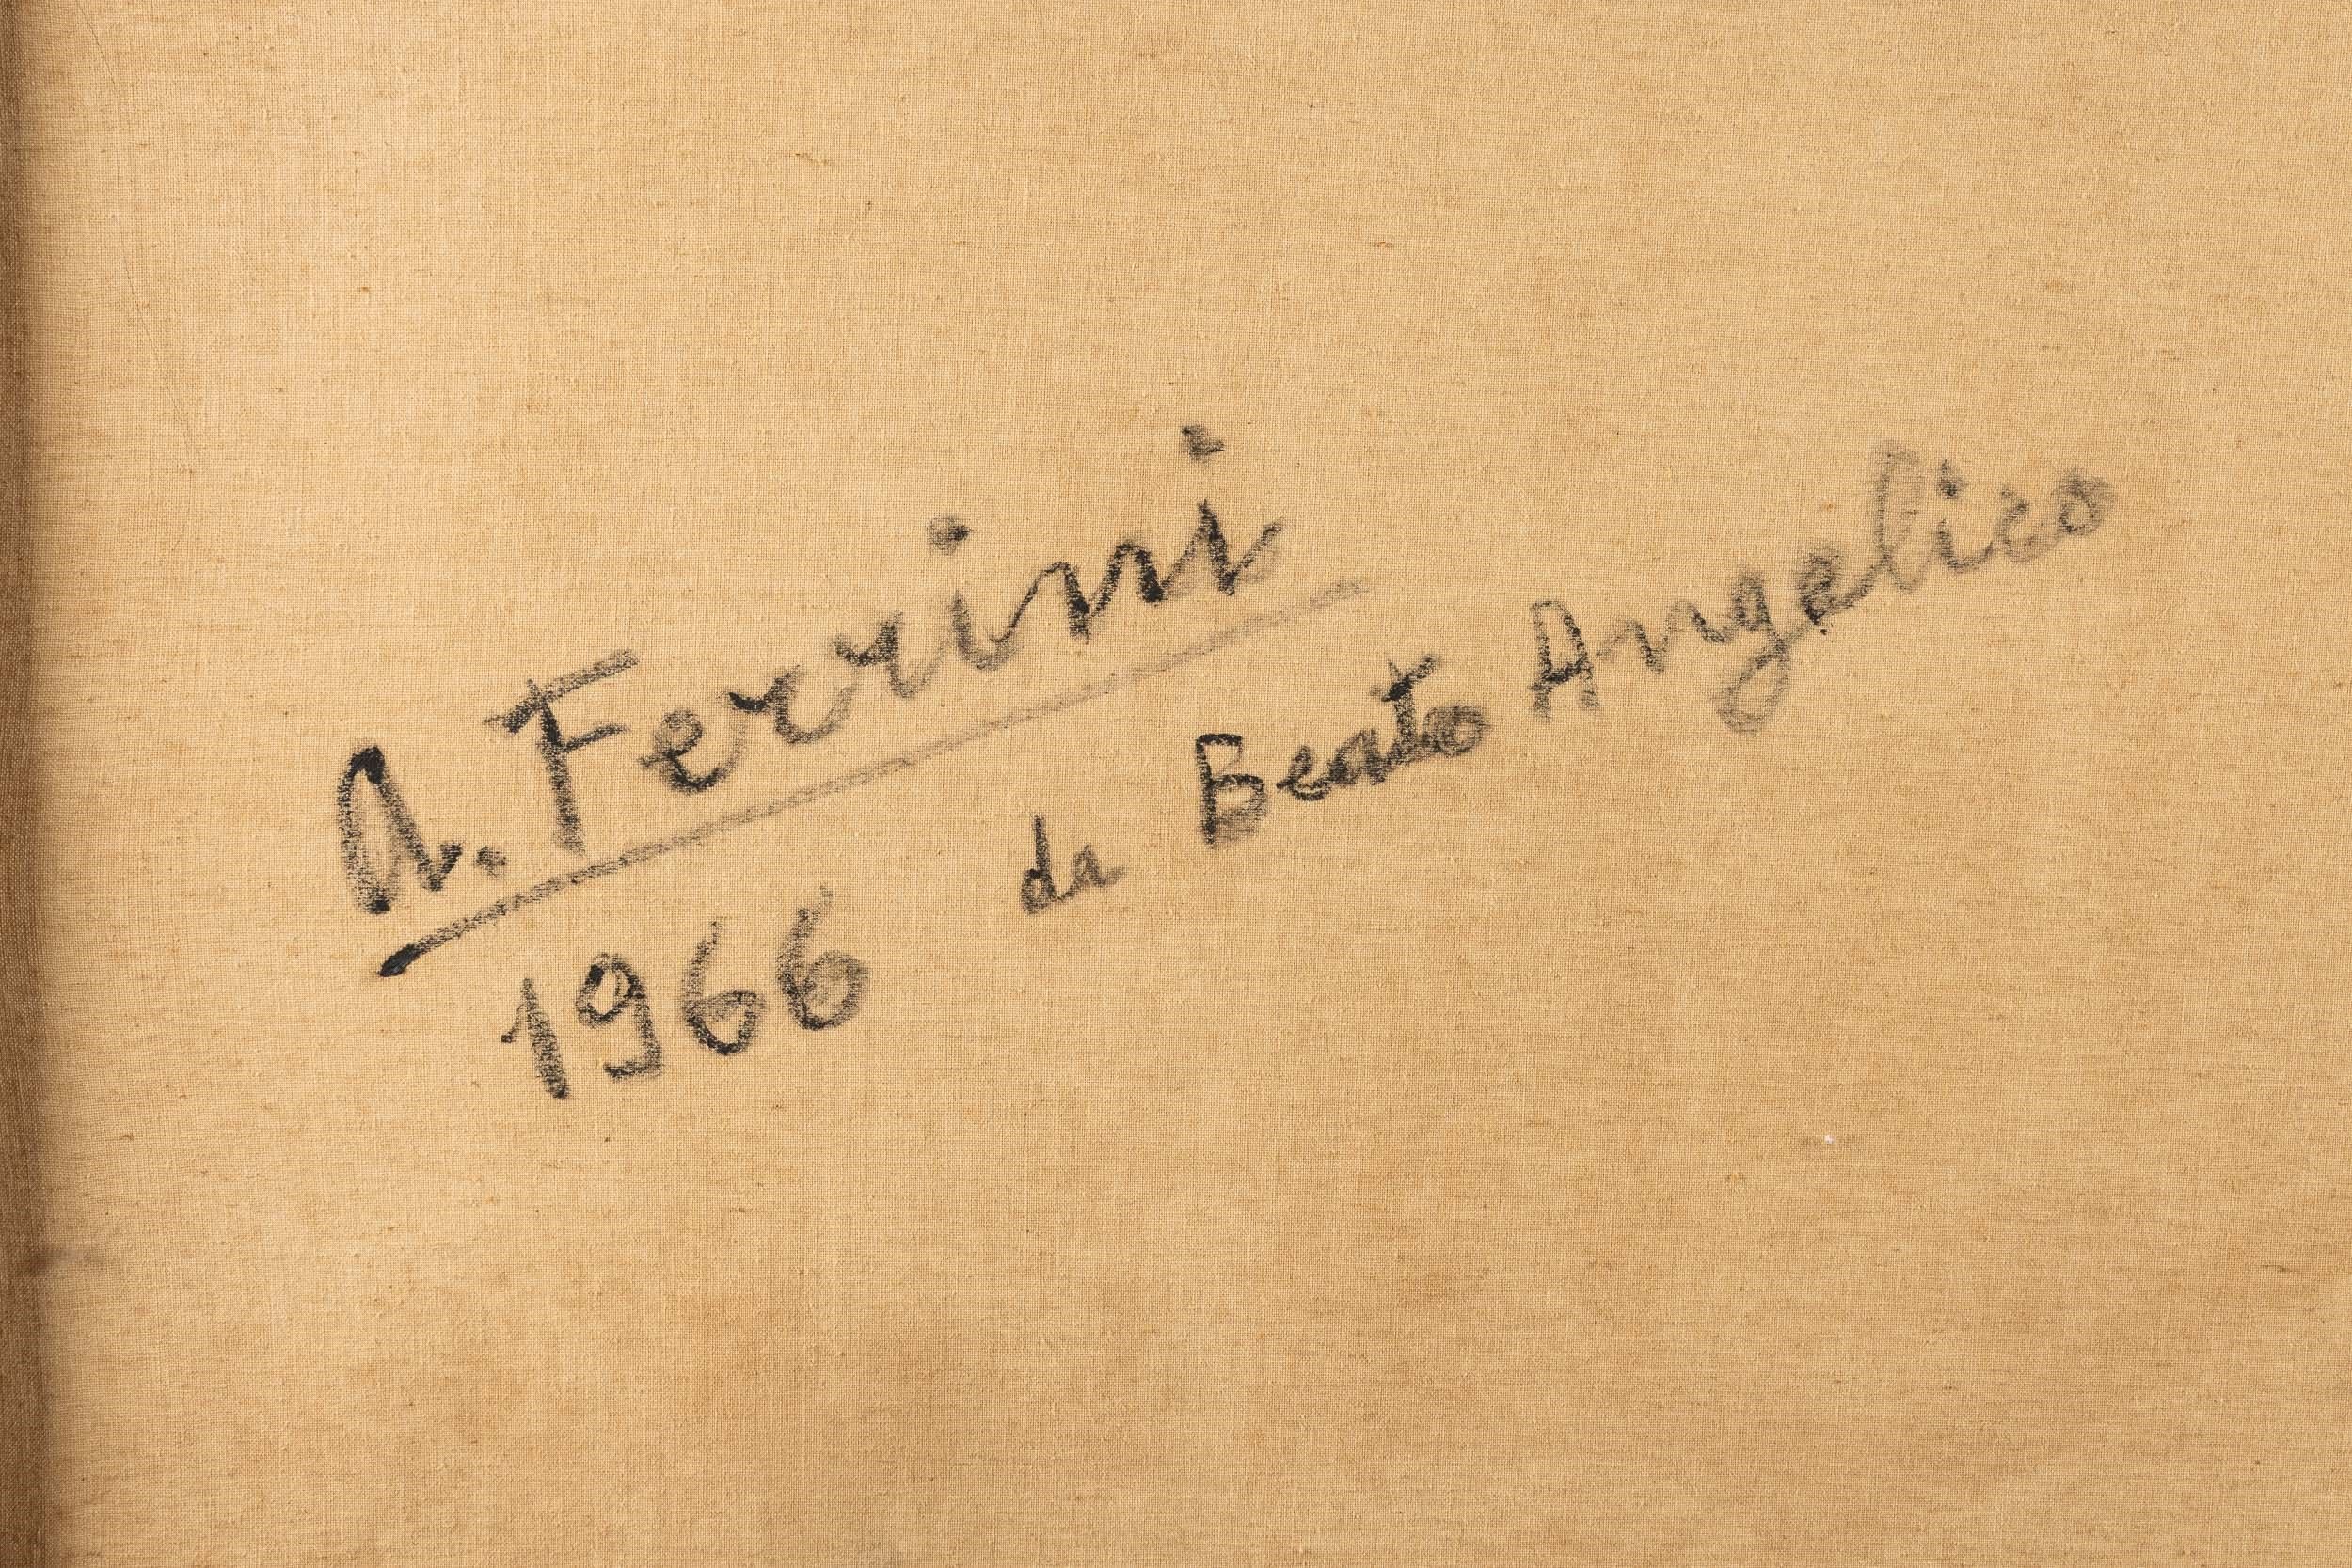 A. Ferrini
1966 da Beato Angelico